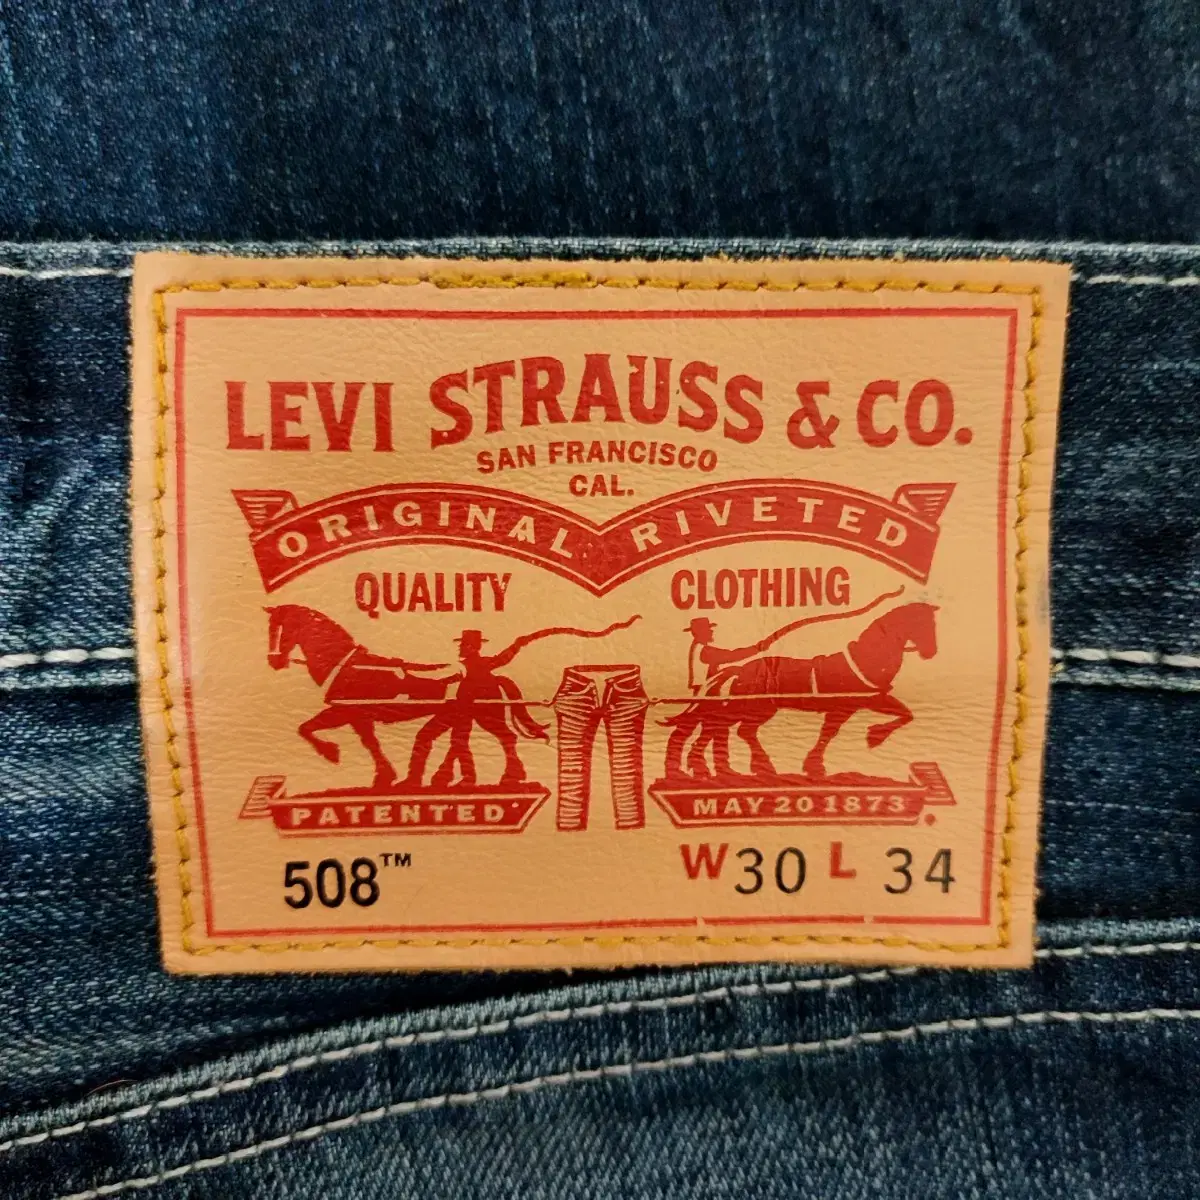 LEVI STRAUSS & CO.
SAN FRANCISCO
CAL.
ORIGINAL RIVETED
QUALITY CLOTHING
PATENTED MAY 20 1873
508™ W30 L 34